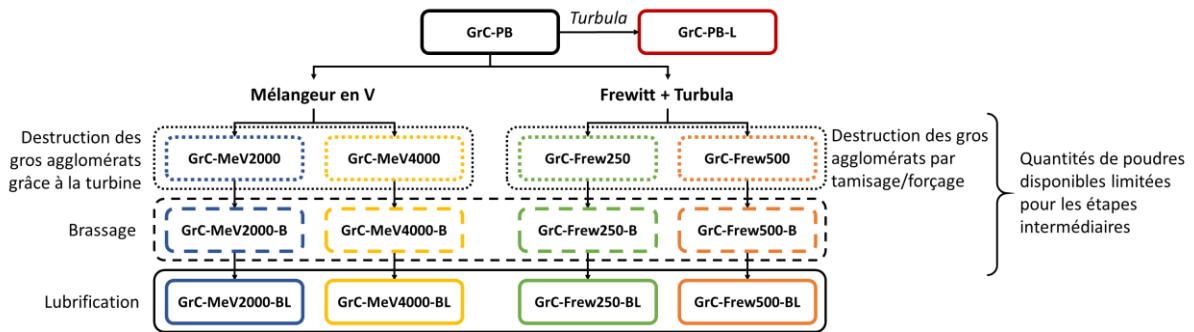 GrC-PB
Turbula
GrC-PB-L
Mélangeur en V
Frewitt + Turbula
Destruction des
gros agglomérats
grâce à la turbine
GrC-MeV2000
GrC-MeV4000
GrC-Frew250
GrC-Frew500
Destruction des gros
agglomérats par
tamisage/forçage
Quantités de poudres
disponibles limitées
pour les étapes
intermédiaires
Brassage
GrC-MeV2000-B
GrC-MeV4000-B
GrC-Frew250-B
GrC-Frew500-B
Lubrification
GrC-MeV2000-BL
GrC-MeV4000-BL
GrC-Frew250-BL
GrC-Frew500-BL